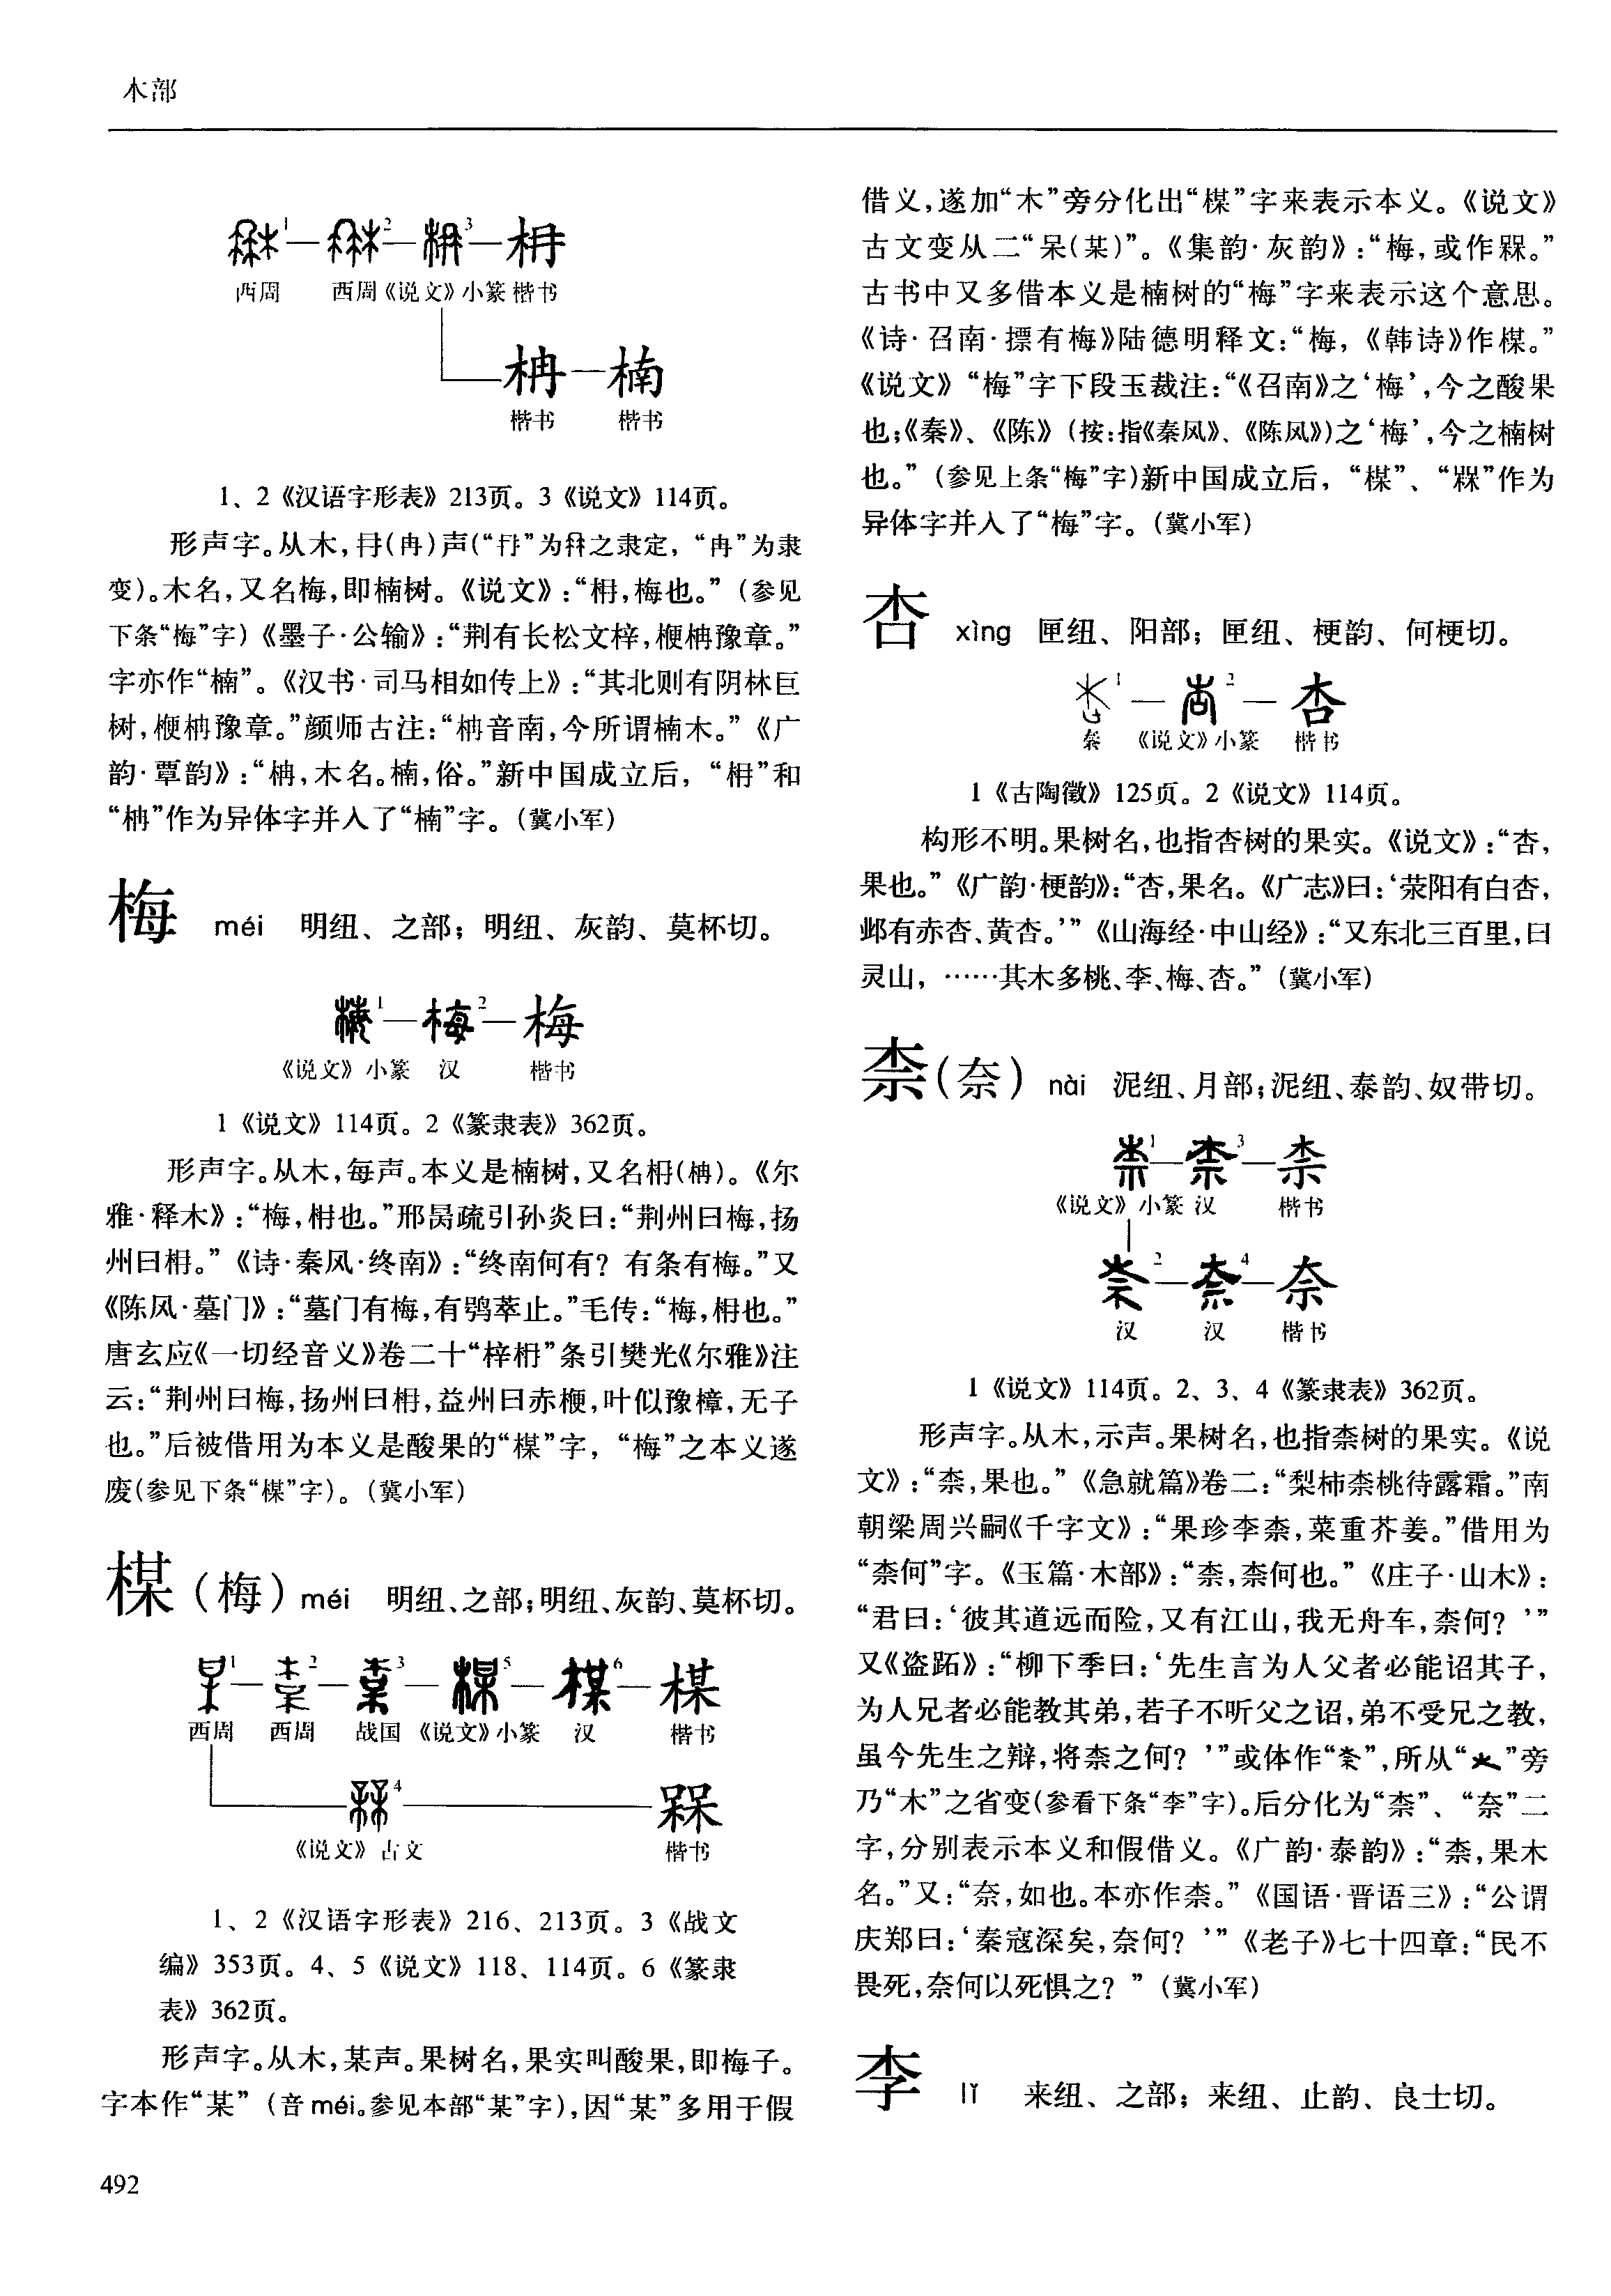 木部
西周 西周《说文》小篆 楷书
枏 楠
楷书 楷书
1、2《汉语字形表》213页。3《说文》114页。
形声字。从木,冄(冉)声(“冄”为之隶定,“冉”为隶
变)。木名,又名梅,即楠树。《说文》:“枏,梅也。”(参见
下条“梅”字)《墨子·公输》:“荆有长松文梓,楩柟豫章。”
字亦作“楠”。《汉书·司马相如传上》:“其北则有阴林巨
树,楩柟豫章。”颜师古注:“柟音南,今所谓楠木。”《广
韵·覃韵》:“柟,木名。楠,俗。”新中国成立后,“枏”和
“柟”作为异体字并入了“楠”字。(冀小军)
梅 méi 明纽、之部;明纽、灰韵、莫杯切。
1—梅2—梅
《说文》小篆 汉 楷书
1《说文》114页。2《篆隶表》362页。
形声字。从木,每声。本义是楠树,又名枏(柟)。《尔
雅·释木》:“梅,枏也。”邢昺疏引孙炎曰:“荆州曰梅,扬
州曰枏。”《诗·秦风·终南》:“终南何有?有条有梅。”又
《陈风·墓门》:“墓门有梅,有鸮萃止。”毛传:“梅,枏也。”
唐玄应《一切经音义》卷二十“梓枏”条引樊光《尔雅》注
云:“荆州曰梅,扬州曰枏,益州曰赤楩,叶似豫樟,无子
也。”后被借用为本义是酸果的“楳”字,“梅”之本义遂
废(参见下条“楳”字)。(冀小军)
楳(梅) méi 明纽、之部;明纽、灰韵、莫杯切。
楳6—楳
西周 西周 战国 《说文》小篆 汉 楷书
槑
《说文》古文 楷书
1、2《汉语字形表》216、213页。3《战文
编》353页。4、5《说文》118、114页。6《篆隶
表》362页。
形声字。从木,某声。果树名,果实叫酸果,即梅子。
字本作“某”(音méi。参见本部“某”字),因“某”多用于假
借义,遂加“木”旁分化出“楳”字来表示本义。《说文》
古文变从二“呆(某)”。《集韵·灰韵》:“梅,或作槑。”
古书中又多借本义是楠树的“梅”字来表示这个意思。
《诗·召南·摽有梅》陆德明释文:“梅,《韩诗》作楳。”
《说文》“梅”字下段玉裁注:“《召南》之‘梅’,今之酸果
也;《秦》、《陈》(按:指《秦风》、《陈风》)之‘梅’,今之楠树
也。”(参见上条“梅”字)新中国成立后,“楳”、“槑”作为
异体字并入了“梅”字。(冀小军)
杏 xìng 匣纽、阳部;匣纽、梗韵、何梗切。
1—2—杏
秦 《说文》小篆 楷书
1《古陶徵》125页。2《说文》114页。
构形不明。果树名,也指杏树的果实。《说文》:“杏,
果也。”《广韵·梗韵》:“杏,果名。《广志》曰:‘荥阳有白杏,
邺有赤杏、黄杏。’”《山海经·中山经》:“又东北三百里,曰
灵山,……其木多桃、李、梅、杏。”(冀小军)
柰(奈) nài 泥纽、月部;泥纽、泰韵、奴带切。
1—柰3—柰
《说文》小篆 汉 楷书
2—奈4—奈
汉 汉 楷书
1《说文》114页。2、3、4《篆隶表》362页。
形声字。从木,示声。果树名,也指柰树的果实。《说
文》:“柰,果也。”《急就篇》卷二:“梨柿柰桃待露霜。”南
朝梁周兴嗣《千字文》:“果珍李柰,菜重芥姜。”借用为
“柰何”字。《玉篇·木部》:“柰,柰何也。”《庄子·山木》:
“君曰:‘彼其道远而险,又有江山,我无舟车,柰何?’”
又《盗跖》:“柳下季曰:‘先生言为人父者必能诏其子,
为人兄者必能教其弟,若子不听父之诏,弟不受兄之教,
虽今先生之辩,将柰之何?’”或体作“”,所从“”旁
乃“木”之省变(参看下条“李”字)。后分化为“柰”、“奈”二
字,分别表示本义和假借义。《广韵·泰韵》:“柰,果木
名。”又:“奈,如也。本亦作柰。”《国语·晋语三》:“公谓
庆郑曰:‘秦寇深矣,奈何?’”《老子》七十四章:“民不
畏死,奈何以死惧之?”(冀小军)
李 lǐ 来纽、之部;来纽、止韵、良士切。
492